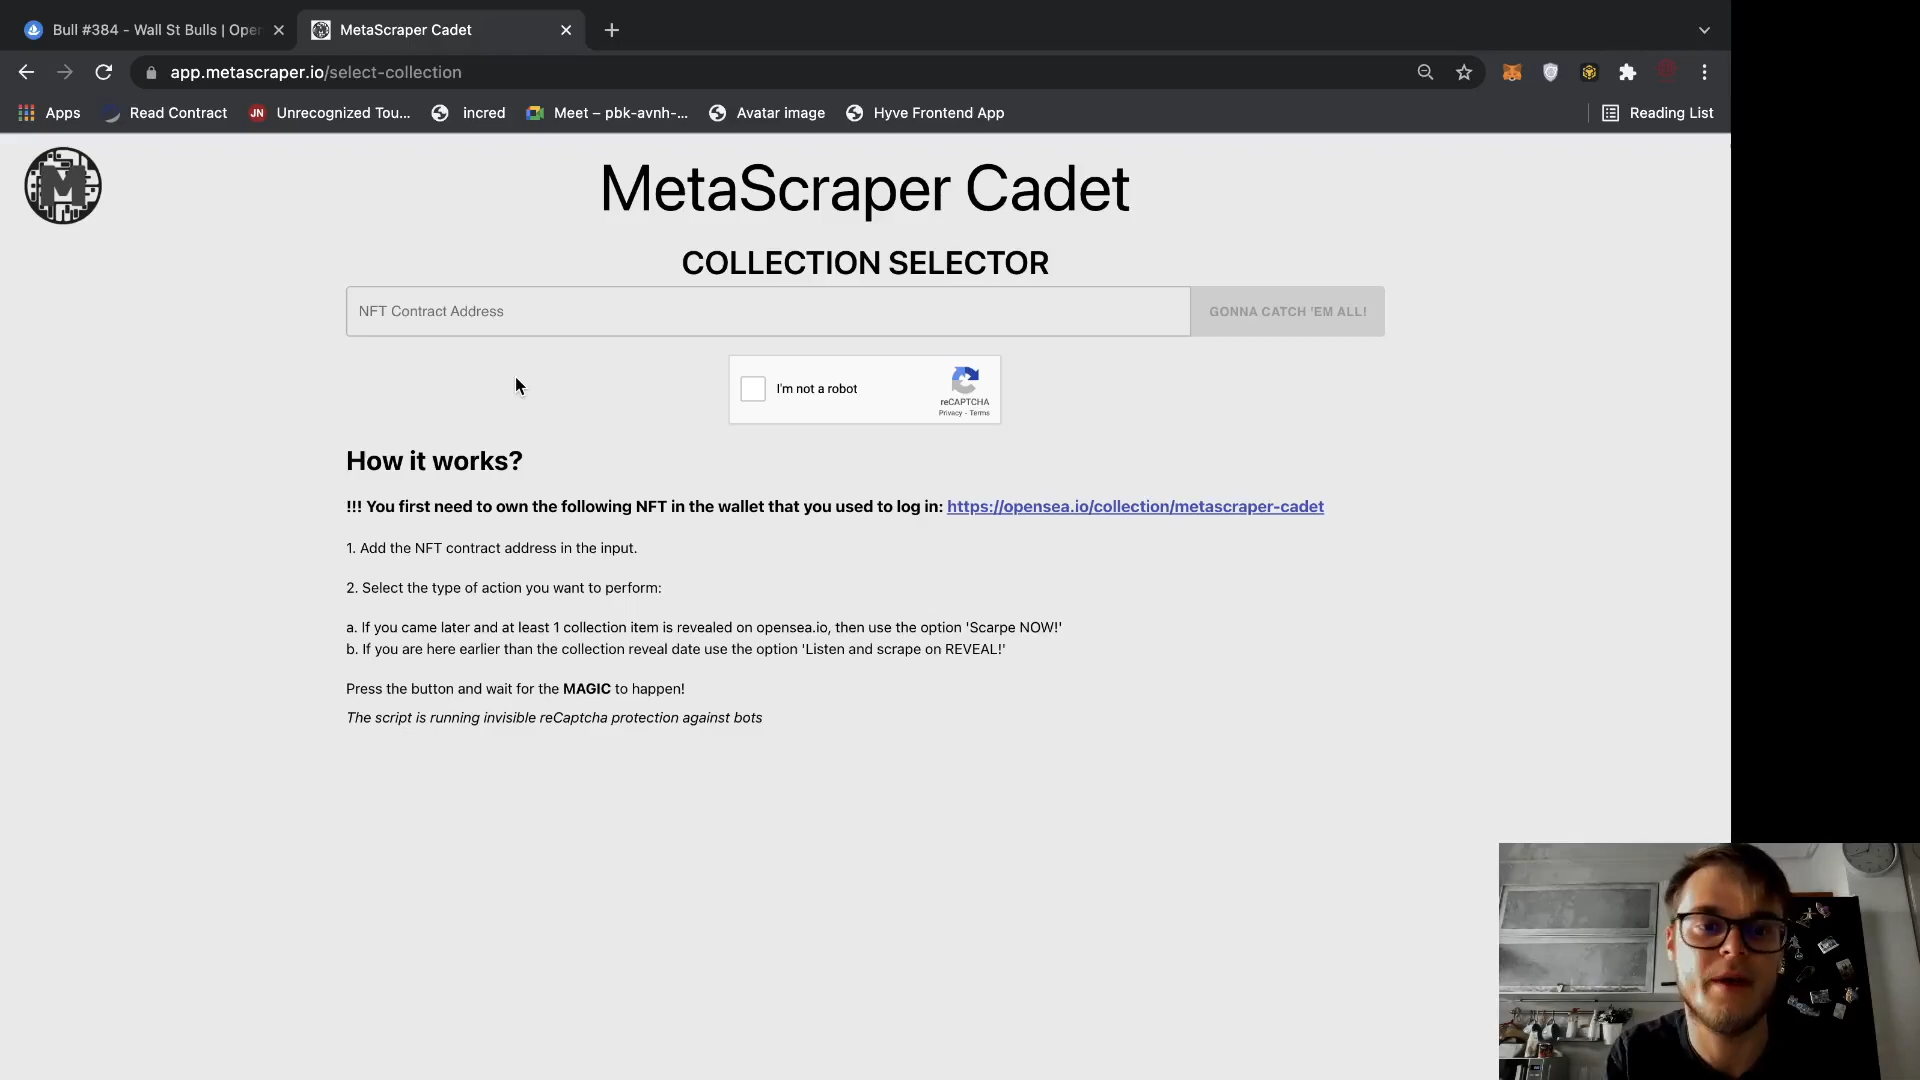 Bull #384 - Wall St Bulls | Oper
MetaScraper Cadet
app.metascraper.io/select-collection
Apps
Read Contract
JN
Unrecognized Tou...
incred
Meet – pbk-avnh-...
Avatar image
Hyve Frontend App
Reading List
M
MetaScraper Cadet
COLLECTION SELECTOR
NFT Contract Address
GONNA CATCH 'EM ALL!
I'm not a robot
reCAPTCHA
Privacy - Terms
How it works?
!!! You first need to own the following NFT in the wallet that you used to log in: https://opensea.io/collection/metascraper-cadet
1. Add the NFT contract address in the input.
2. Select the type of action you want to perform:
a. If you came later and at least 1 collection item is revealed on opensea.io, then use the option 'Scarpe NOW!'
b. If you are here earlier than the collection reveal date use the option 'Listen and scrape on REVEAL!'
Press the button and wait for the MAGIC to happen!
The script is running invisible reCaptcha protection against bots